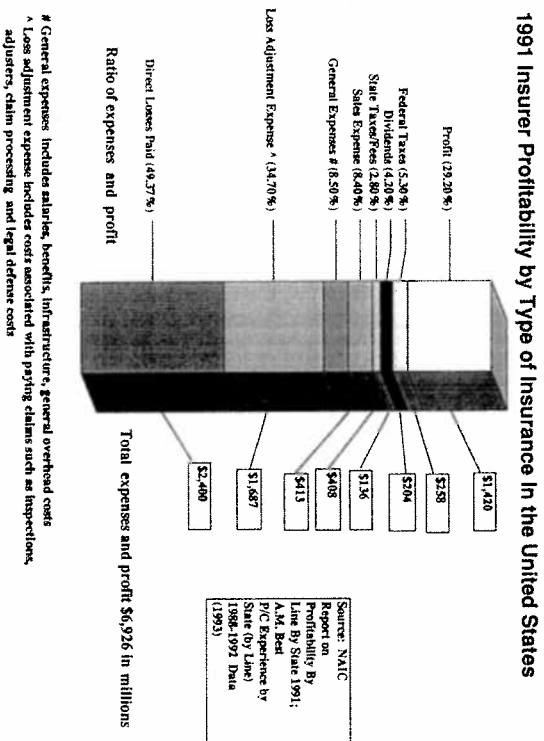 1991 Insurer Profitability by Type of Insurance In the United States
Profit (29.20%)
Federal Taxes (5.30%)
Dividends (4.20%)
State Taxes/Fees (2.80%)
Sales Expense (8.40%)
General Expenses # (8.50%)
Loss Adjustment Expense ^ (34.70%)
Direct Losses Paid (49.37%)
Ratio of expenses and profit
$1,420
$258
$204
$136
$408
$413
$1,687
$2,400
Total expenses and profit $6,926 in millions
Source: NAIC
Report on
Profitability By
Line By State 1991;
A.M. Best
P/C Experience by
State (by Line)
1988-1992 Data
(1993)
# General expenses includes salaries, benefits, infrastructure, general overhead costs
^ Loss adjustment expense includes costs associated with paying claims such as inspections,
adjusters, claim processing and legal defense costs